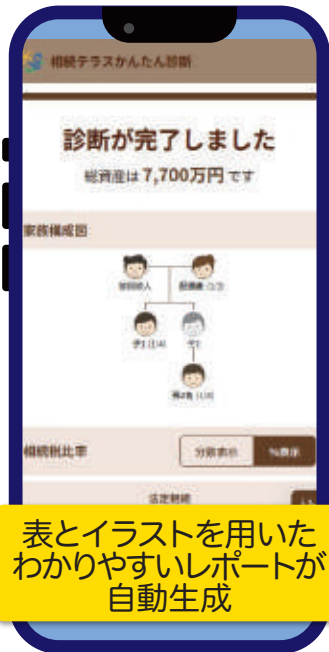 相続テラスかんたん診断
診断が完了しました
総資産は7,700万円です
家族構成図
被相続人 配偶者 (1/2)
子1 (1/4) 子2
孫2名 (1/4)
相続税比率 分数表示 %表示
法定相続
表とイラストを用いた
わかりやすいレポートが
自動生成